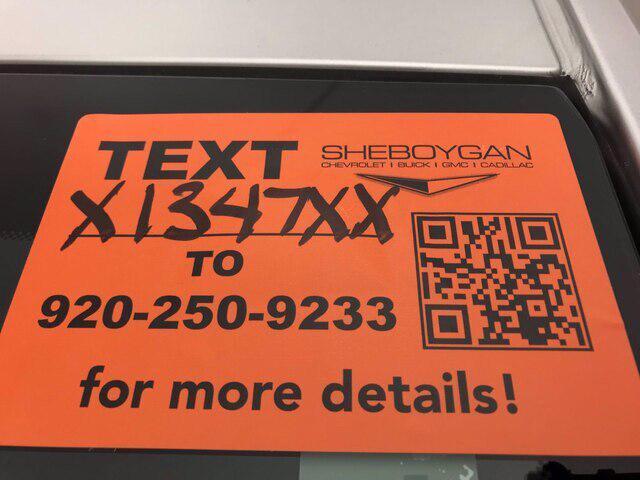 TEXT
SHEBOYGAN
CHEVROLET | BUICK | GMC | CADILLAC
X1347XX
TO
920-250-9233
for more details!